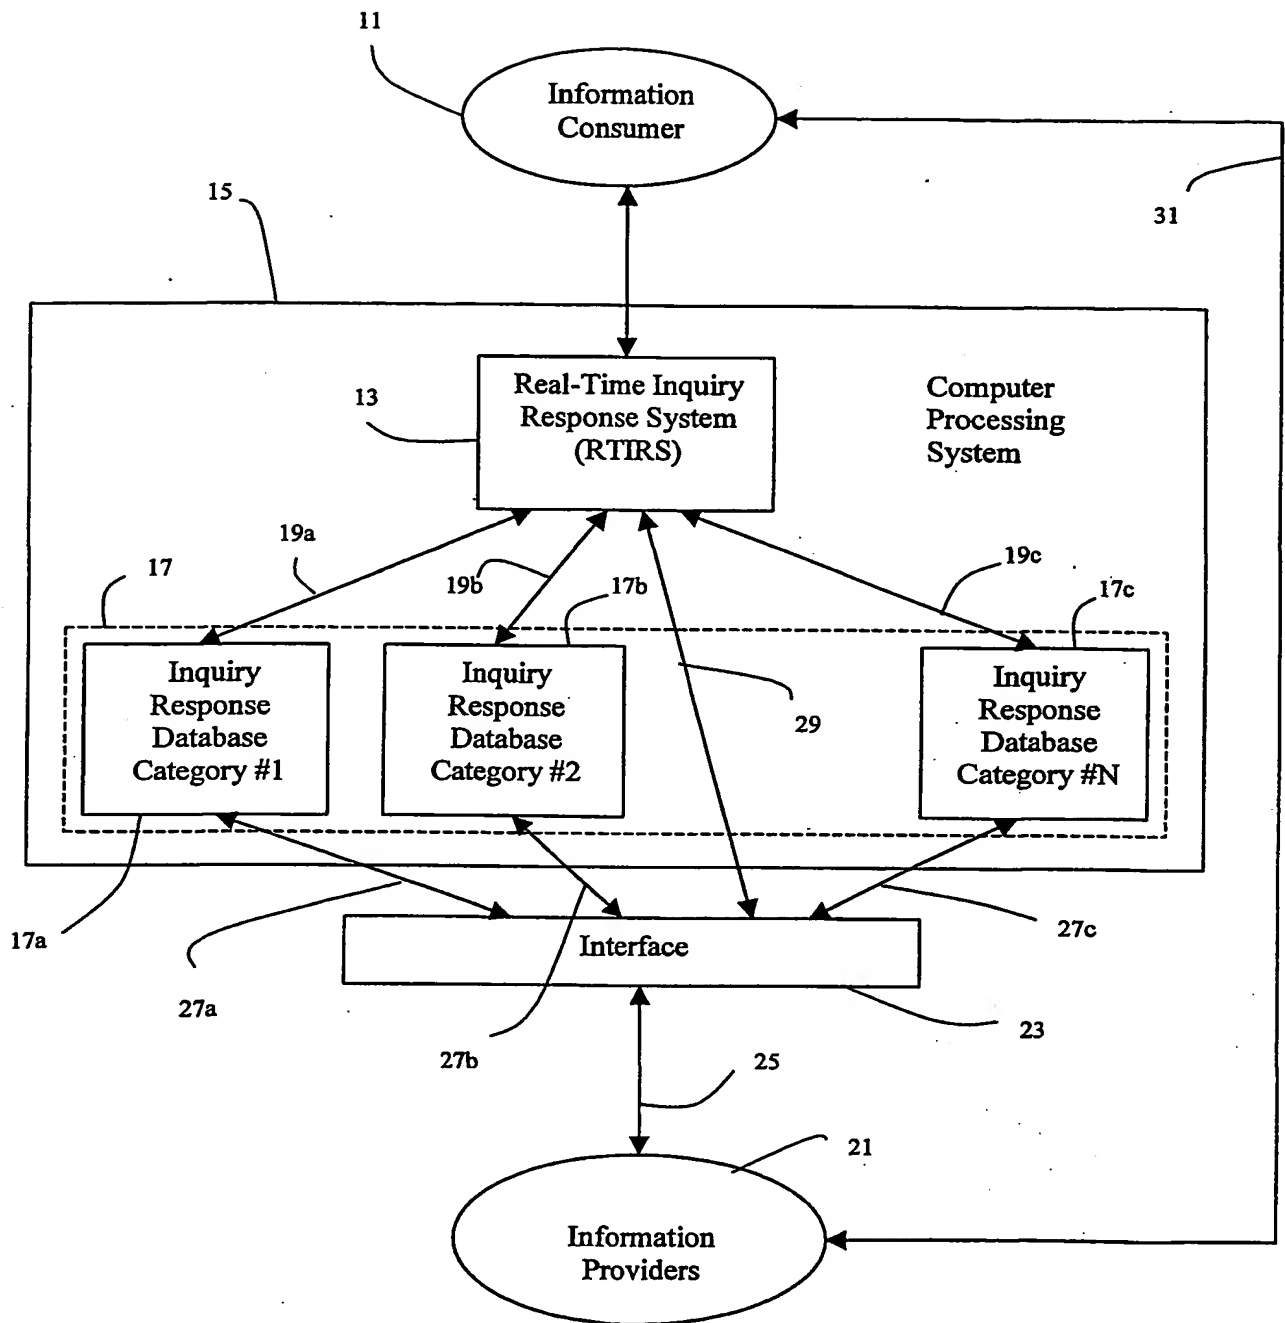 11
Information
Consumer
31
15
Real-Time Inquiry
Response System
(RTIRS)
13
Computer
Processing
System
19a
19b
19c
17
17b
17c
Inquiry
Response
Database
Category #1
Inquiry
Response
Database
Category #2
29
Inquiry
Response
Database
Category #N
17a
27a
27b
27c
Interface
23
25
21
Information
Providers